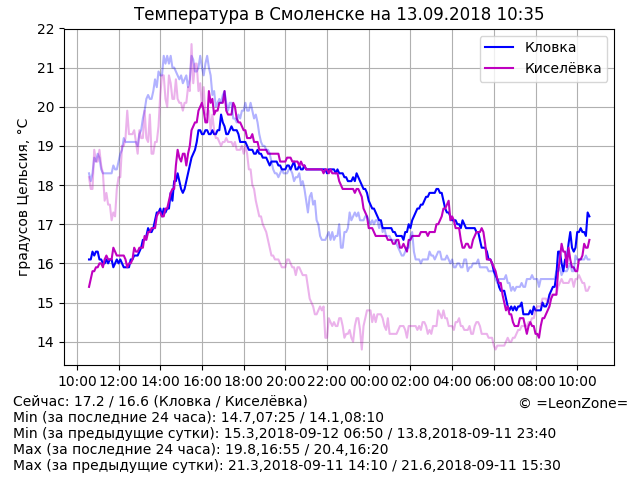 Температура в Смоленске на 13.09.2018 10:35
градусов Цельсия, °C
22
21
20
19
18
17
16
15
14
Кловка
Киселёвка
10:00 12:00 14:00 16:00 18:00 20:00 22:00 00:00 02:00 04:00 06:00 08:00 10:00
Сейчас: 17.2 / 16.6 (Кловка / Киселёвка)
© =LeonZone=
Min (за последние 24 часа): 14.7,07:25 / 14.1,08:10
Min (за предыдущие сутки): 15.3,2018-09-12 06:50 / 13.8,2018-09-11 23:40
Max (за последние 24 часа): 19.8,16:55 / 20.4,16:20
Max (за предыдущие сутки): 21.3,2018-09-11 14:10 / 21.6,2018-09-11 15:30